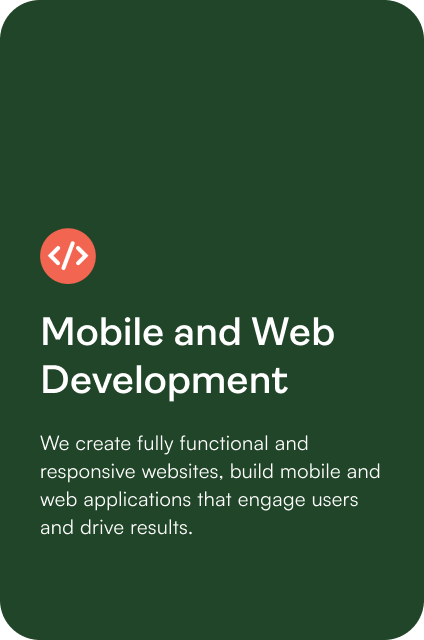 Mobile and Web
Development
We create fully functional and
responsive websites, build mobile and
web applications that engage users
and drive results.